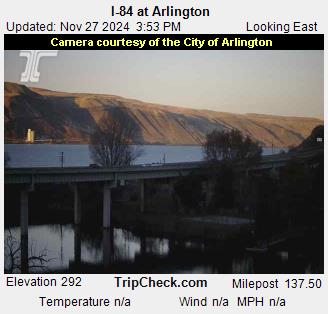 I-84 at Arlington
Updated: Nov 27 2024 3:53 PM Looking East
Camera courtesy of the City of Arlington
Elevation 292 TripCheck.com Milepost 137.50
Temperature n/a Wind n/a MPH n/a